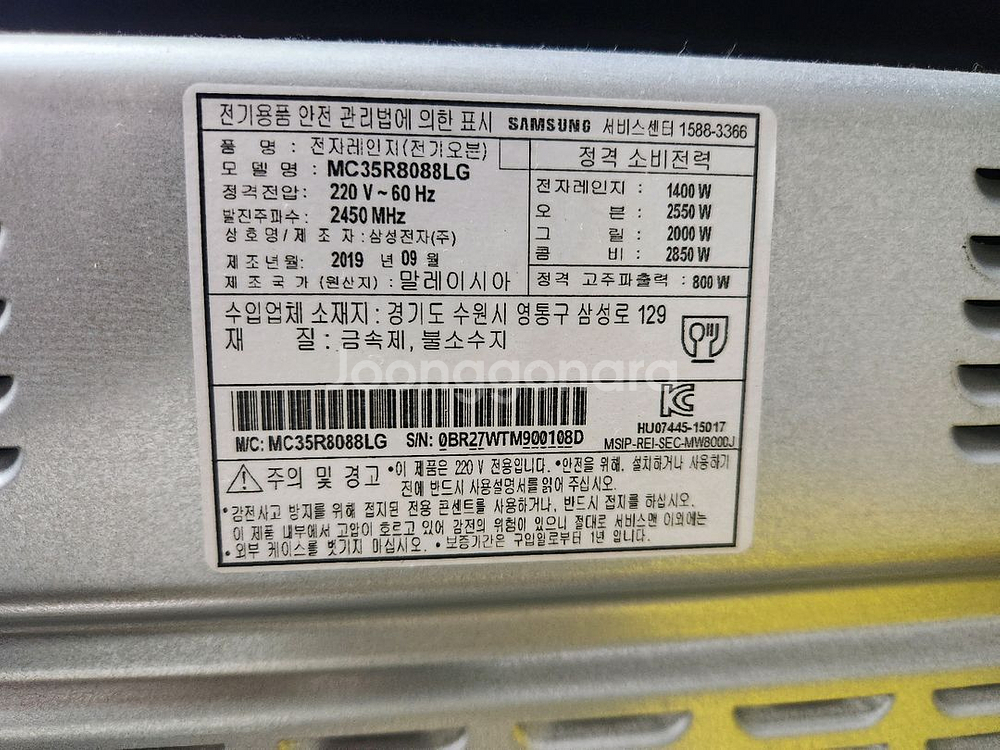 전기용품 안전 관리법에 의한 표시 SAMSUNG 서비스센터 1588-3366
품 명 : 전자레인지(전기오븐)
모 델 명 : MC35R8088LG
정격전압 : 220 V ~ 60 Hz
발진주파수 : 2450 MHz
상 호 명 / 제 조 자 : 삼성전자(주)
제 조 년 월 : 2019 년 09 월
제 조 국 가 (원산지) : 말레이시아
정격 소비전력
전자레인지 : 1400 W
오 븐 : 2550 W
그 릴 : 2000 W
콤 비 : 2850 W
정격 고주파출력 : 800 W
수입업체 소재지 : 경기도 수원시 영통구 삼성로 129
재 질 : 금속제, 불소수지
Joonggonara
M/C: MC35R8088LG S/N: 0BR27WTM900108D
HU07445-15017
MSIP-REI-SEC-MW8000J
주의 및 경고 •이 제품은 220 V 전용입니다. •안전을 위해, 설치하거나 사용하기
전에 반드시 사용설명서를 읽어 주십시오.
•감전사고 방지를 위해 접지된 전용 콘센트를 사용하거나, 반드시 접지를 하십시오.
•이 제품 내부에서 고압이 흐르고 있어 감전의 위험이 있으니 절대로 서비스맨 이외에는
외부 케이스를 벗기지 마십시오. •보증기간은 구입일로부터 1년 입니다.